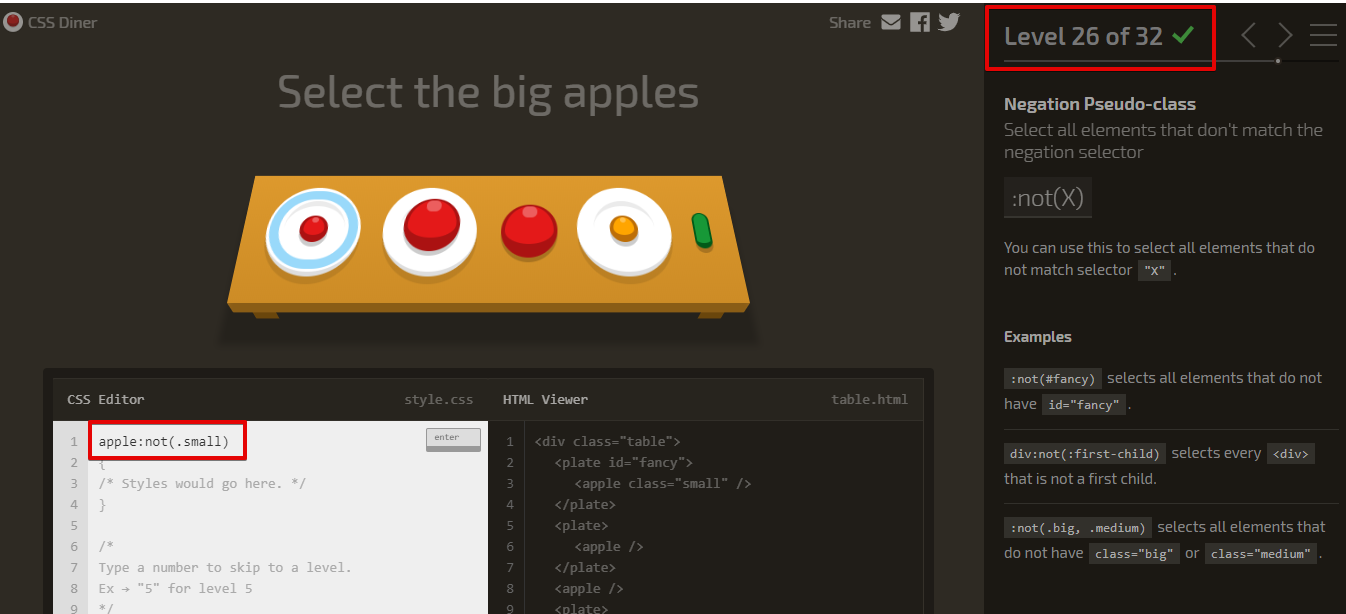 CSS Diner
Share
Select the big apples
CSS Editor
style.css
1 apple:not(.small)
enter
2 {
3 /* Styles would go here. */
4 }
5
6 /*
7 Type a number to skip to a level.
8 Ex → "5" for level 5
9 */
HTML Viewer
table.html
1 <div class="table">
2 <plate id="fancy">
3 <apple class="small" />
4 </plate>
5 <plate>
6 <apple />
7 </plate>
8 <apple />
9 <plate>
Level 26 of 32
Negation Pseudo-class
Select all elements that don't match the
negation selector
:not(X)
You can use this to select all elements that do
not match selector "X" .
Examples
:not(#fancy) selects all elements that do not
have id="fancy" .
div:not(:first-child) selects every <div>
that is not a first child.
:not(.big, .medium) selects all elements that
do not have class="big" or class="medium" .